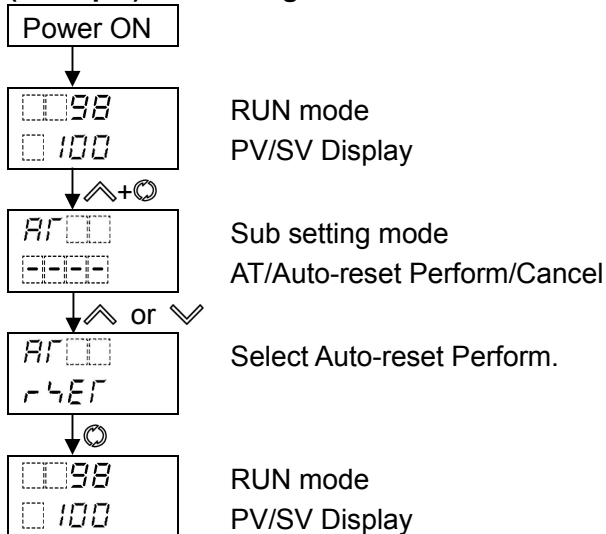 Power ON
98 RUN mode
100 PV/SV Display
+
AT Sub setting mode
---- AT/Auto-reset Perform/Cancel
or
AT Select Auto-reset Perform.
rSET
98 RUN mode
100 PV/SV Display